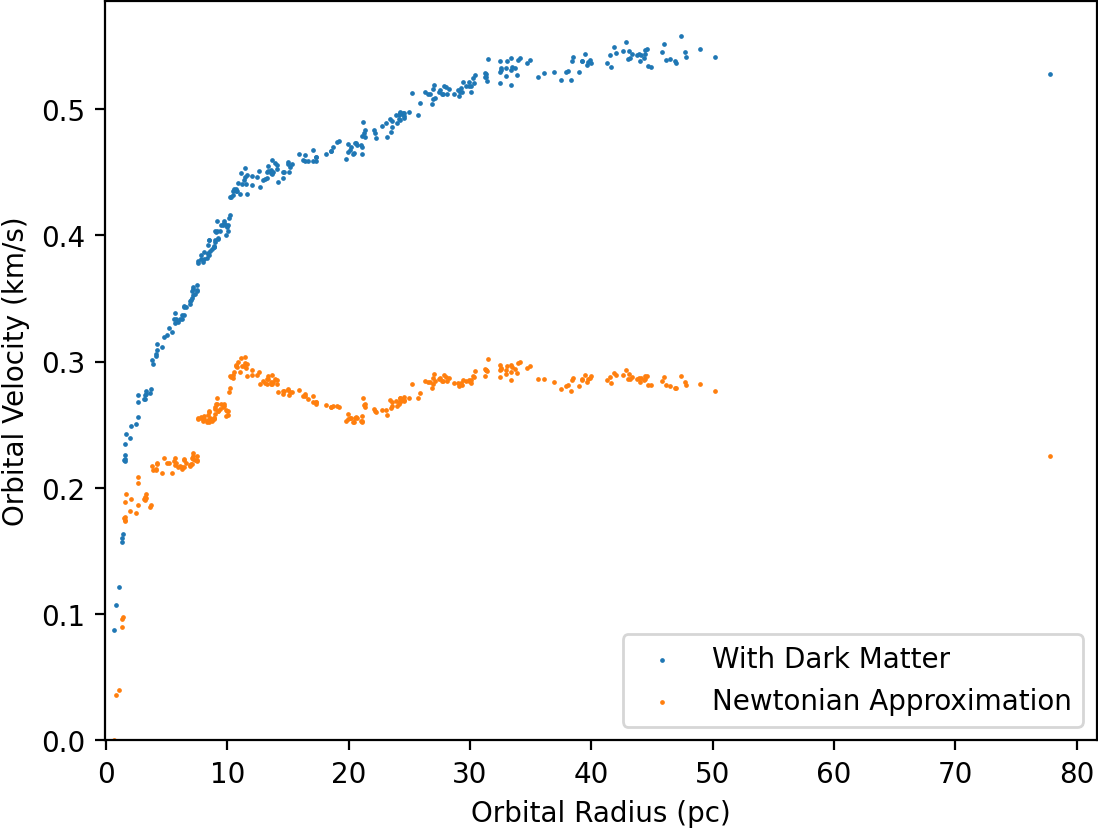 Orbital Velocity (km/s)
0.5
0.4
0.3
0.2
0.1
0.0
With Dark Matter
Newtonian Approximation
0 10 20 30 40 50 60 70 80
Orbital Radius (pc)